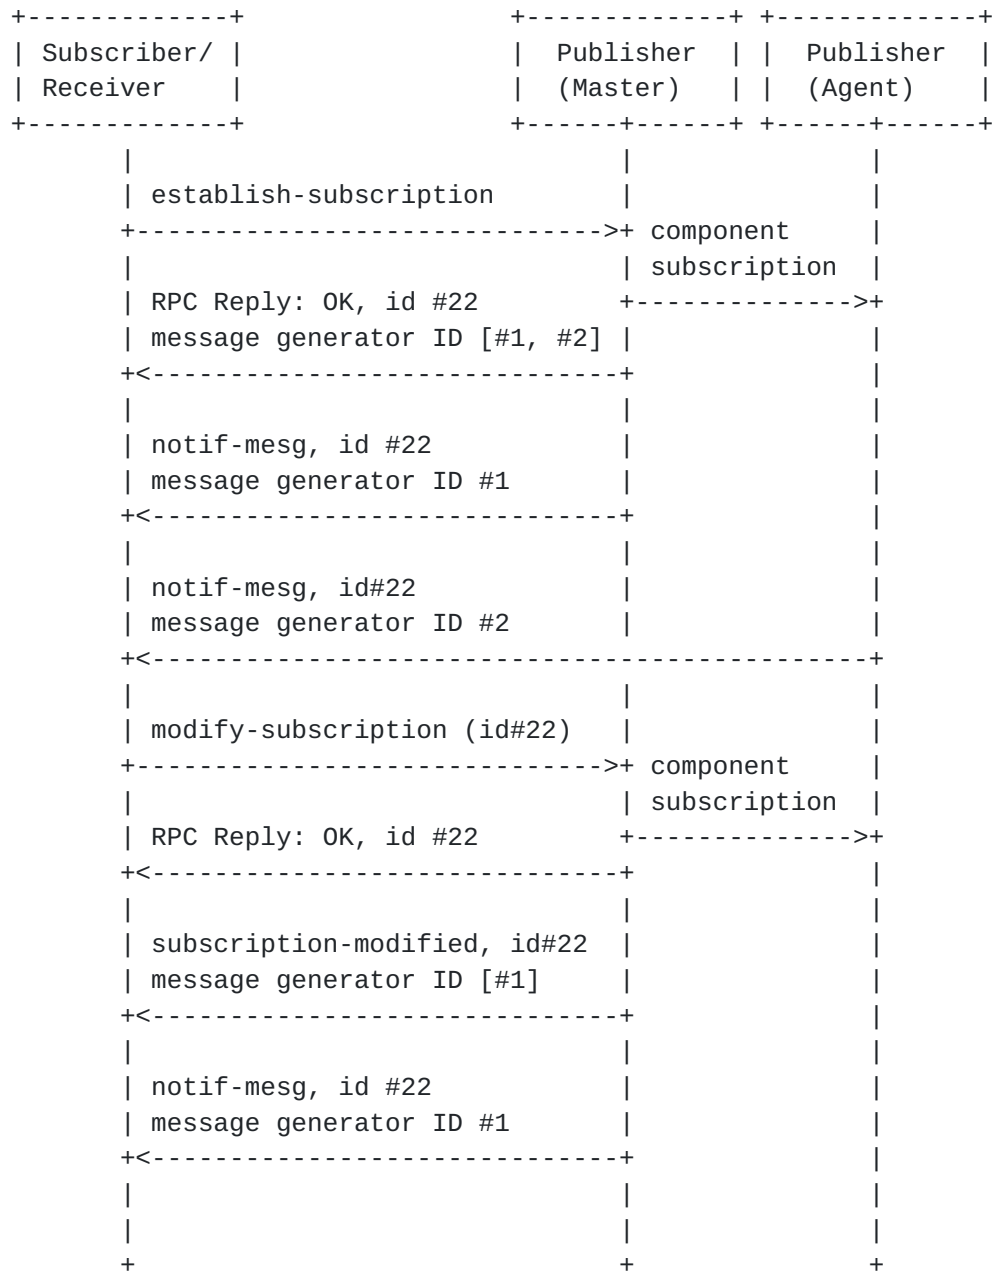 +-------------+                 +-------------+ +-------------+
| Subscriber/ |                 |  Publisher  | |  Publisher  |
| Receiver    |                 |  (Master)   | |  (Agent)    |
+-------------+                 +------+------+ +------+------+
       |                               |               |
       | establish-subscription        |               |
       +------------------------------>+ component     |
       |                               | subscription  |
       | RPC Reply: OK, id #22         +-------------->+
       | message generator ID [#1, #2] |               |
       +<------------------------------+               |
       |                               |               |
       | notif-mesg, id #22            |               |
       | message generator ID #1       |               |
       +<------------------------------+               |
       |                               |               |
       | notif-mesg, id#22             |               |
       | message generator ID #2       |               |
       +<----------------------------------------------+
       |                               |               |
       | modify-subscription (id#22)   |               |
       +------------------------------>+ component     |
       |                               | subscription  |
       | RPC Reply: OK, id #22         +-------------->+
       +<------------------------------+               |
       |                               |               |
       | subscription-modified, id#22  |               |
       | message generator ID [#1]     |               |
       +<------------------------------+               |
       |                               |               |
       | notif-mesg, id #22            |               |
       | message generator ID #1       |               |
       +<------------------------------+               |
       |                               |               |
       |                               |               |
       +                               +               +